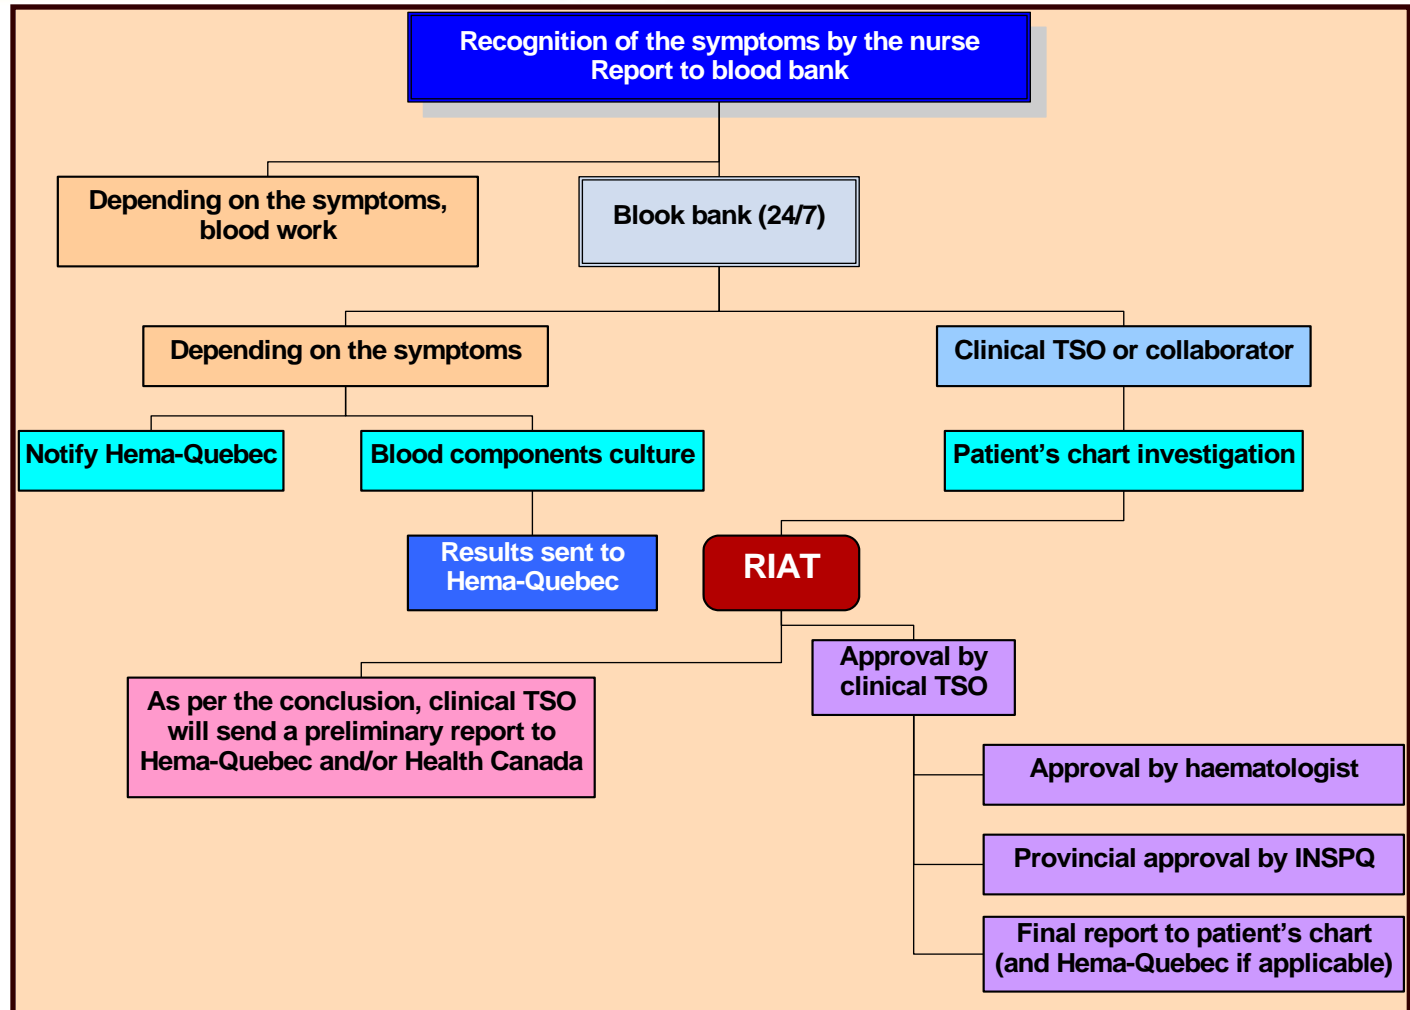 Recognition of the symptoms by the nurse
Report to blood bank
Depending on the symptoms,
blood work
Blook bank (24/7)
Depending on the symptoms
Clinical TSO or collaborator
Notify Hema-Quebec
Blood components culture
Patient's chart investigation
Results sent to
Hema-Quebec
RIAT
Approval by
clinical TSO
As per the conclusion, clinical TSO
will send a preliminary report to
Hema-Quebec and/or Health Canada
Approval by haematologist
Provincial approval by INSPQ
Final report to patient's chart
(and Hema-Quebec if applicable)